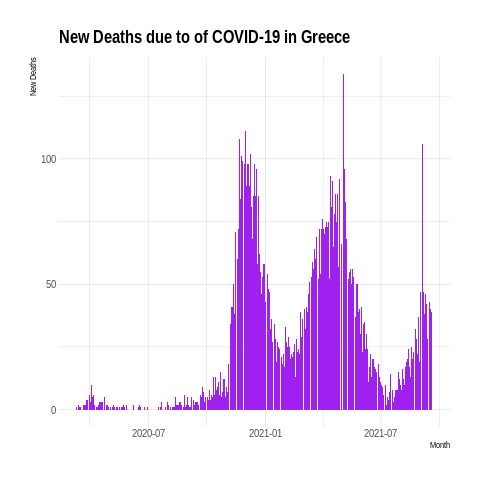 New Deaths due to of COVID-19 in Greece
New Deaths
100
50
0
2020-07 2021-01 2021-07
Month